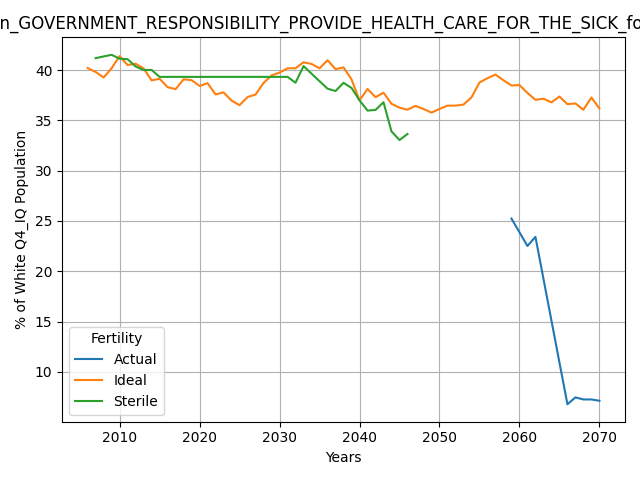 n_GOVERNMENT_RESPONSIBILITY_PROVIDE_HEALTH_CARE_FOR_THE_SICK_fo
% of White Q4_IQ Population
40
35
30
25
20
15
10
Fertility
Actual
Ideal
Sterile
2010 2020 2030 2040 2050 2060 2070
Years